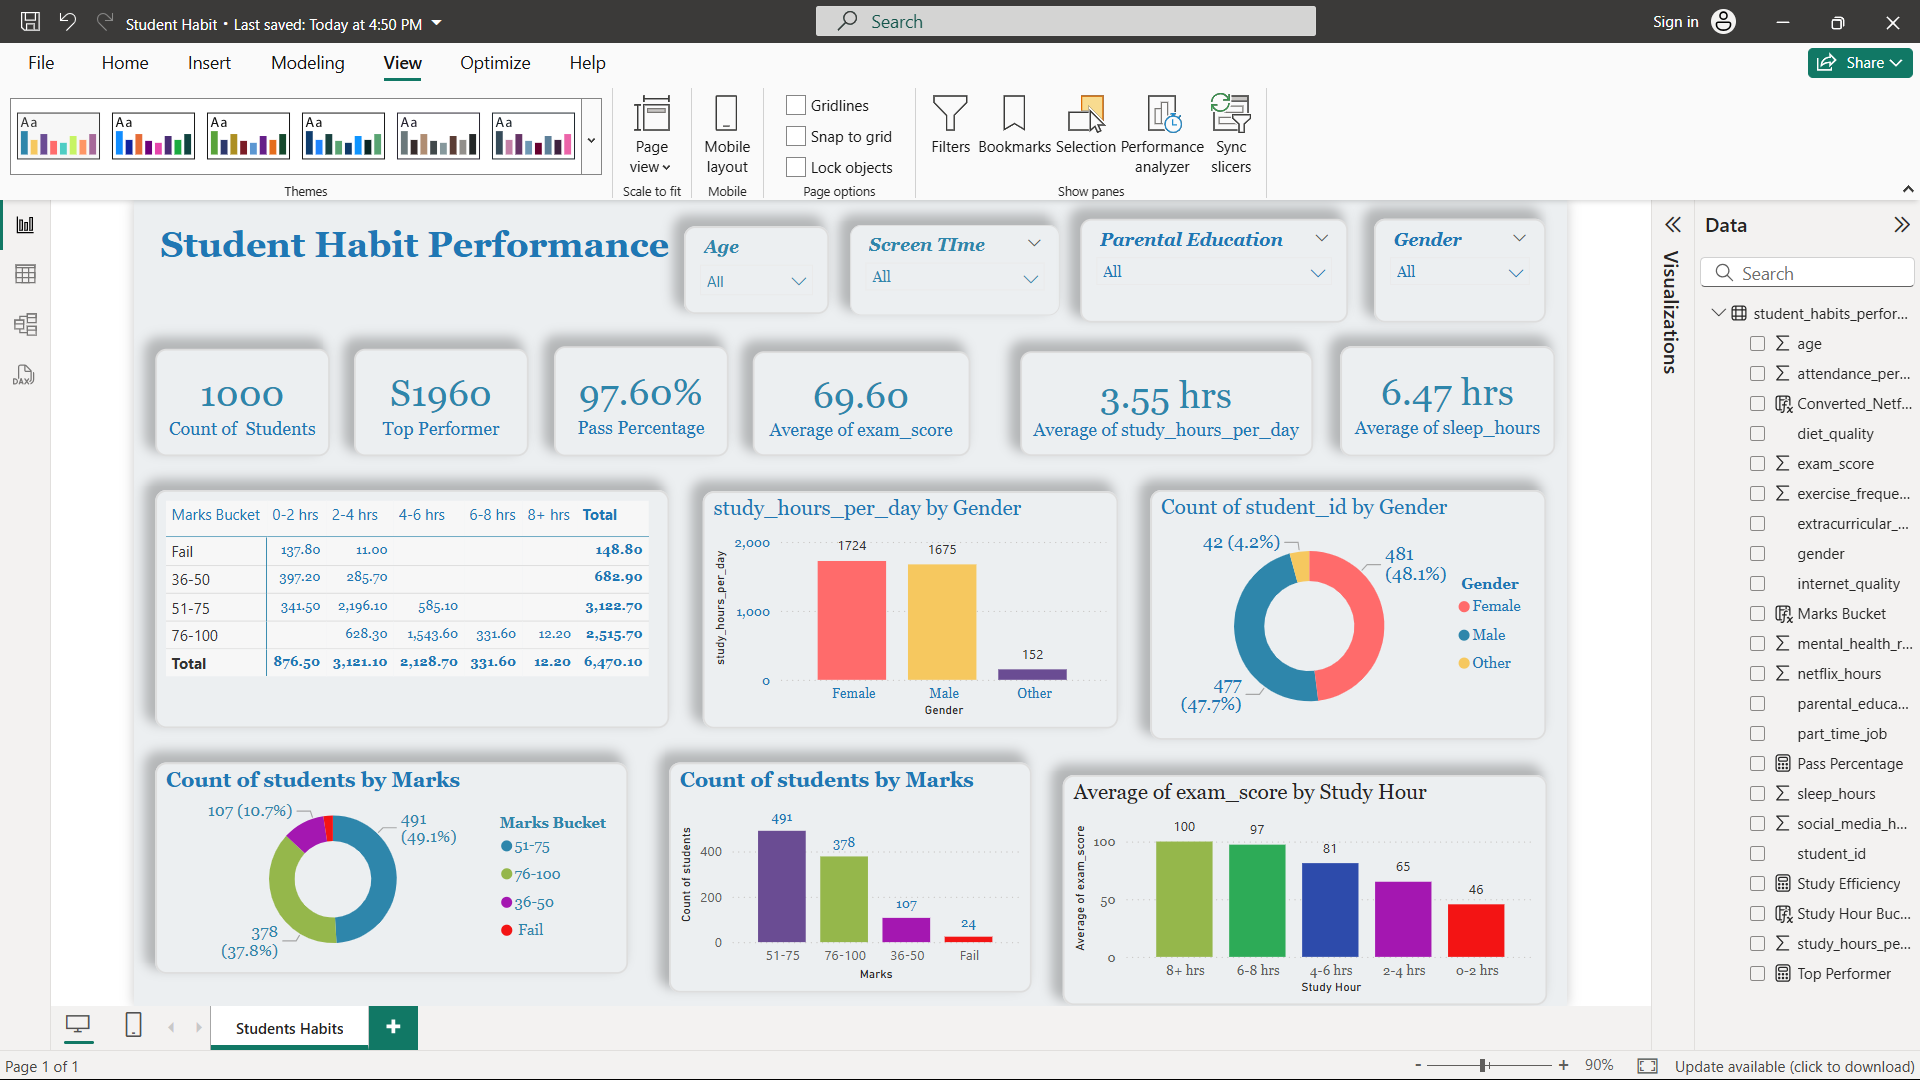 Student Habit • Last saved: Today at 4:50 PM
Search
Sign in
File Home Insert Modeling View Optimize Help
Share
Aa Aa Aa Aa Aa Aa
Themes
Page view
Scale to fit
Mobile layout
Mobile
Gridlines
Snap to grid
Lock objects
Page options
Filters
Bookmarks
Selection
Performance analyzer
Sync slicers
Show panes
Student Habit Performance
Age
All
Screen TIme
All
Parental Education
All
Gender
All
1000
Count of Students
S1960
Top Performer
97.60%
Pass Percentage
69.60
Average of exam_score
3.55 hrs
Average of study_hours_per_day
6.47 hrs
Average of sleep_hours
Marks Bucket 0-2 hrs 2-4 hrs 4-6 hrs 6-8 hrs 8+ hrs Total
Fail 137.80 11.00 148.80
36-50 397.20 285.70 682.90
51-75 341.50 2,196.10 585.10 3,122.70
76-100 628.30 1,543.60 331.60 12.20 2,515.70
Total 876.50 3,121.10 2,128.70 331.60 12.20 6,470.10
study_hours_per_day by Gender
study_hours_per_day
2,000
1,000
0
1724
1675
152
Female Male Other
Gender
Count of student_id by Gender
42 (4.2%)
481
(48.1%)
477
(47.7%)
Gender
Female
Male
Other
Count of students by Marks
107 (10.7%)
491
(49.1%)
378
(37.8%)
Marks Bucket
51-75
76-100
36-50
Fail
Count of students by Marks
Count of students
400
200
0
491
378
107
24
51-75 76-100 36-50 Fail
Marks
Average of exam_score by Study Hour
Average of exam_score
100
50
0
100
97
81
65
46
8+ hrs 6-8 hrs 4-6 hrs 2-4 hrs 0-2 hrs
Study Hour
Visualizations
Data
Search
student_habits_perfor...
age
attendance_per...
Converted_Netf...
diet_quality
exam_score
exercise_freque...
extracurricular_...
gender
internet_quality
Marks Bucket
mental_health_r...
netflix_hours
parental_educa...
part_time_job
Pass Percentage
sleep_hours
social_media_h...
student_id
Study Efficiency
Study Hour Buc...
study_hours_pe...
Top Performer
DAX
Students Habits
+
Page 1 of 1
- + 90%
Update available (click to download)